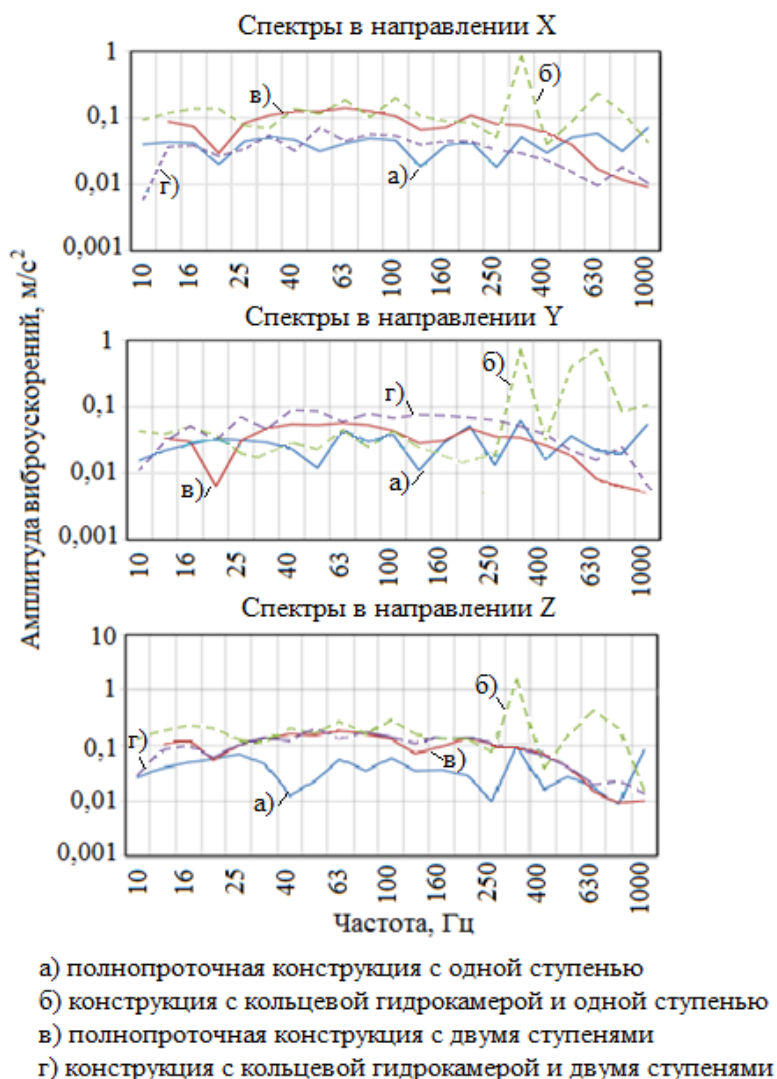 Спектры в направлении X
Амплитуда виброускорений, м/с²
1
0,1
0,01
0,001
в)
б)
а)
г)
10 16 25 40 63 100 160 250 400 630 1000
Спектры в направлении Y
1
0,1
0,01
0,001
б)
г)
в)
а)
10 16 25 40 63 100 160 250 400 630 1000
Спектры в направлении Z
10
1
0,1
0,01
0,001
б)
г)
в)
а)
10 16 25 40 63 100 160 250 400 630 1000
Частота, Гц
а) полнопроточная конструкция с одной ступенью
б) конструкция с кольцевой гидрокамерой и одной ступенью
в) полнопроточная конструкция с двумя ступенями
г) конструкция с кольцевой гидрокамерой и двумя ступенями